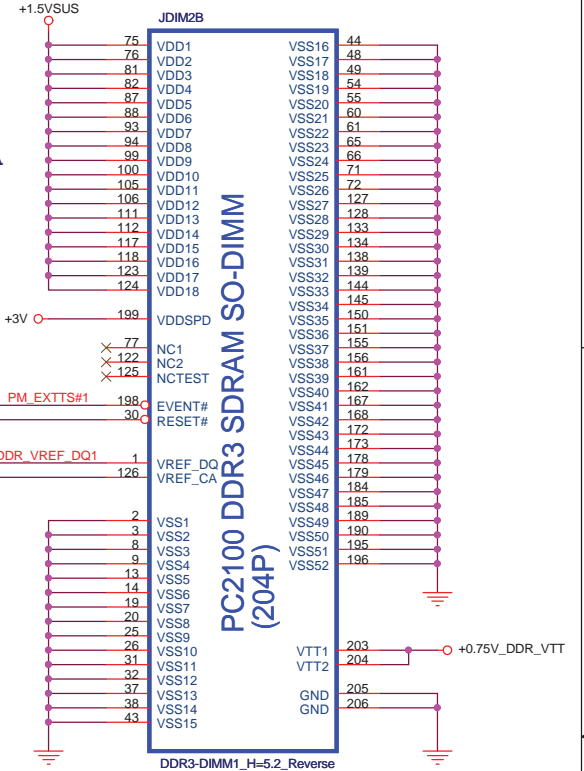 +1.5VSUS
JDIM2B
75 VDD1
76 VDD2
81 VDD3
82 VDD4
87 VDD5
88 VDD6
93 VDD7
94 VDD8
99 VDD9
100 VDD10
105 VDD11
106 VDD12
111 VDD13
112 VDD14
117 VDD15
118 VDD16
123 VDD17
124 VDD18
+3V 199 VDDSPD
77 NC1
122 NC2
125 NCTEST
PM_EXTTS#1 198 EVENT#
30 RESET#
DDR_VREF_DQ1 1 VREF_DQ
126 VREF_CA
2 VSS1
3 VSS2
8 VSS3
9 VSS4
13 VSS5
14 VSS6
19 VSS7
20 VSS8
25 VSS9
26 VSS10
31 VSS11
32 VSS12
37 VSS13
38 VSS14
43 VSS15
PC2100 DDR3 SDRAM SO-DIMM
(204P)
VSS16 44
VSS17 48
VSS18 49
VSS19 54
VSS20 55
VSS21 60
VSS22 61
VSS23 65
VSS24 66
VSS25 71
VSS26 72
VSS27 127
VSS28 128
VSS29 133
VSS30 134
VSS31 138
VSS32 139
VSS33 144
VSS34 145
VSS35 150
VSS36 151
VSS37 155
VSS38 156
VSS39 161
VSS40 162
VSS41 167
VSS42 168
VSS43 172
VSS44 173
VSS45 178
VSS46 179
VSS47 184
VSS48 185
VSS49 189
VSS50 190
VSS51 195
VSS52 196
VTT1 203 +0.75V_DDR_VTT
VTT2 204
GND 205
GND 206
DDR3-DIMM1_H=5.2_Reverse